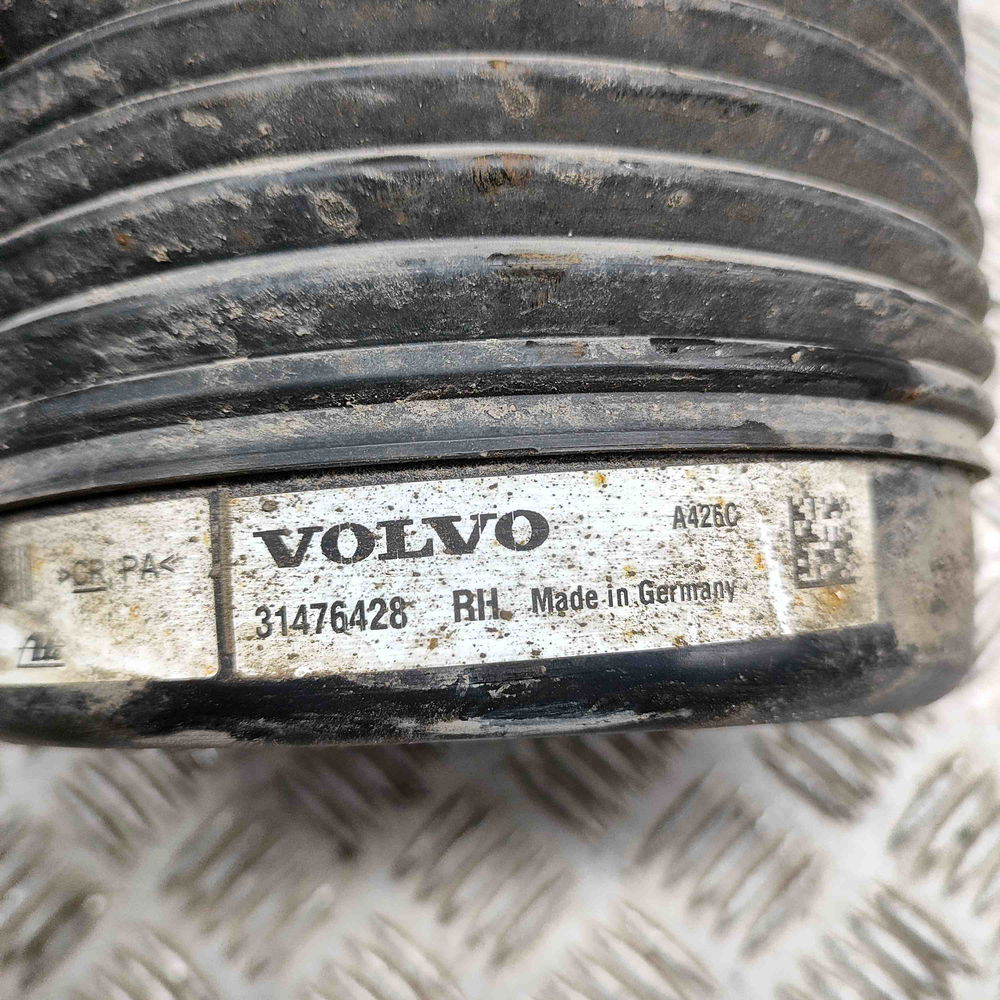 VOLVO A426C
31476428 RH Made in Germany
>CR PA<